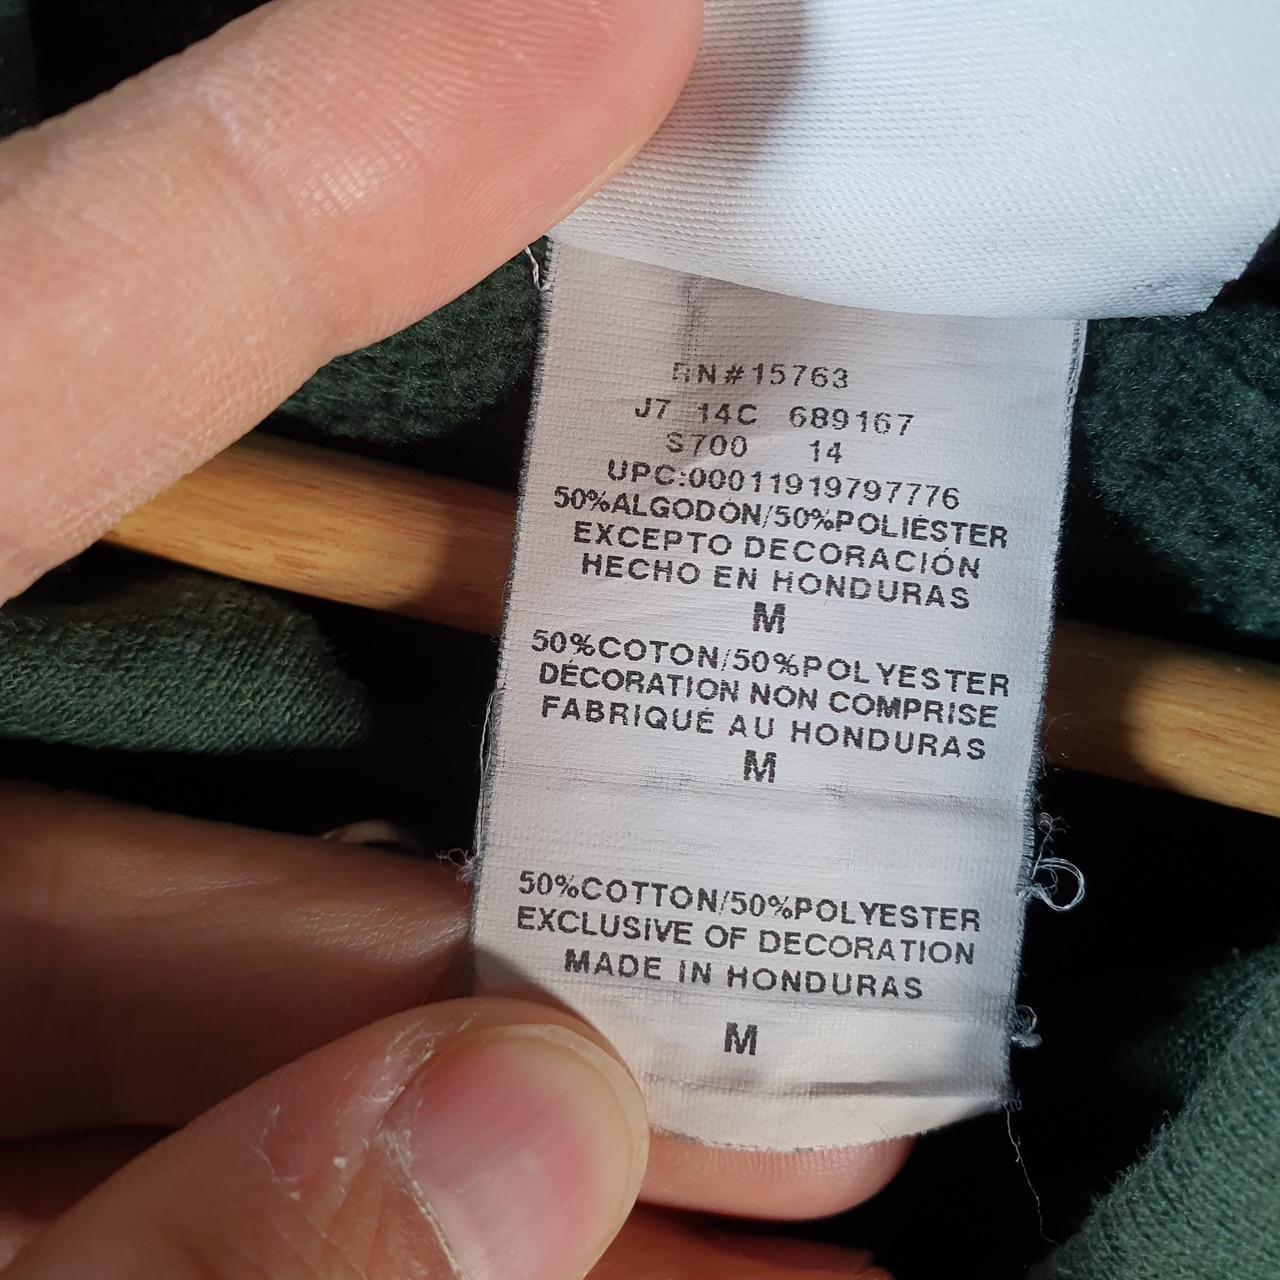 RN#15763
J7 14C 689167
S700 14
UPC:00011919797776
50%ALGODÓN/50%POLIÉSTER
EXCEPTO DECORACIÓN
HECHO EN HONDURAS
M
50%COTON/50%POLYESTER
DÉCORATION NON COMPRISE
FABRIQUÉ AU HONDURAS
M
50%COTTON/50%POLYESTER
EXCLUSIVE OF DECORATION
MADE IN HONDURAS
M